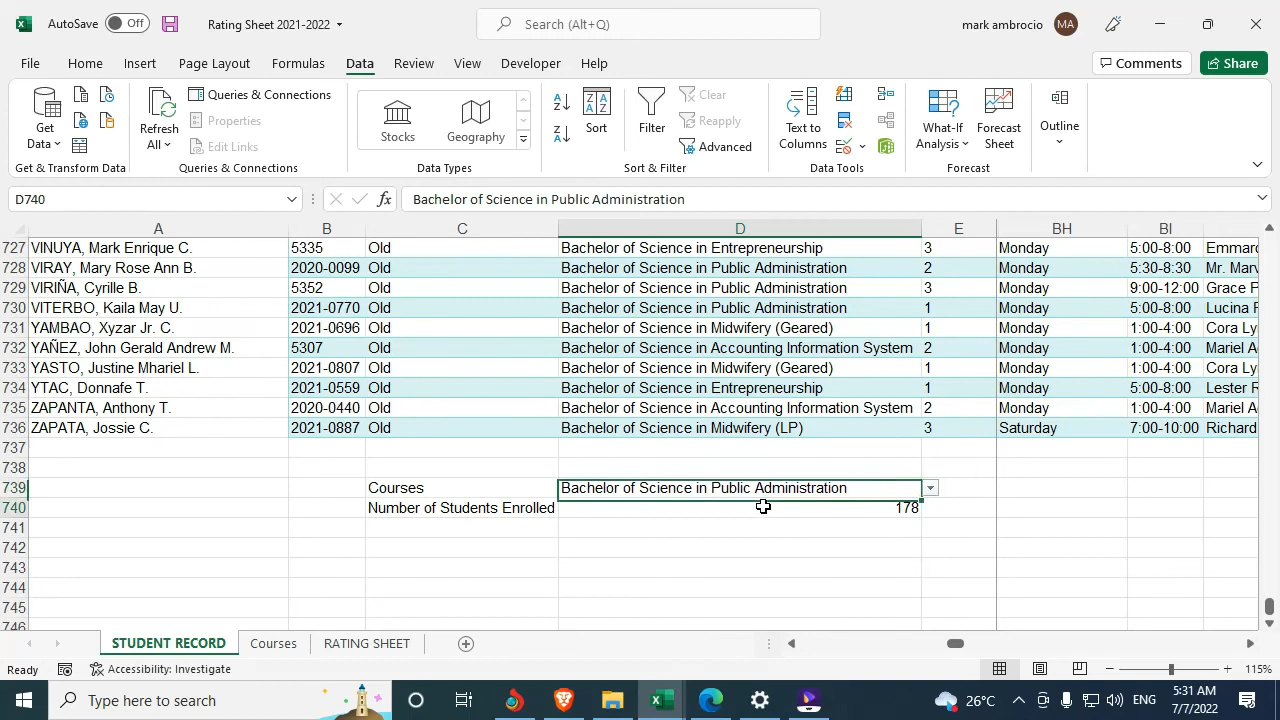 AutoSave Off Rating Sheet 2021-2022 Search (Alt+Q) mark ambrocio MA
File Home Insert Page Layout Formulas Data Review View Developer Help Comments Share
Get Data Refresh All Queries & Connections Properties Edit Links Stocks Geography Sort Filter Clear Reapply Advanced Text to Columns What-If Analysis Forecast Sheet Outline
Get & Transform Data Queries & Connections Data Types Sort & Filter Data Tools Forecast
D740 fx Bachelor of Science in Public Administration
A B C D E BH BI
727 VINUYA, Mark Enrique C. 5335 Old Bachelor of Science in Entrepreneurship 3 Monday 5:00-8:00 Emmard
728 VIRAY, Mary Rose Ann B. 2020-0099 Old Bachelor of Science in Public Administration 2 Monday 5:30-8:30 Mr. Marv
729 VIRIÑA, Cyrille B. 5352 Old Bachelor of Science in Public Administration 3 Monday 9:00-12:00 Grace P
730 VITERBO, Kaila May U. 2021-0770 Old Bachelor of Science in Public Administration 1 Monday 5:00-8:00 Lucina F
731 YAMBAO, Xyzar Jr. C. 2021-0696 Old Bachelor of Science in Midwifery (Geared) 1 Monday 1:00-4:00 Cora Ly
732 YAÑEZ, John Gerald Andrew M. 5307 Old Bachelor of Science in Accounting Information System 2 Monday 1:00-4:00 Mariel A
733 YASTO, Justine Mhariel L. 2021-0807 Old Bachelor of Science in Midwifery (Geared) 1 Monday 1:00-4:00 Cora Ly
734 YTAC, Donnafe T. 2021-0559 Old Bachelor of Science in Entrepreneurship 1 Monday 5:00-8:00 Lester R
735 ZAPANTA, Anthony T. 2020-0440 Old Bachelor of Science in Accounting Information System 2 Monday 1:00-4:00 Mariel A
736 ZAPATA, Jossie C. 2021-0887 Old Bachelor of Science in Midwifery (LP) 3 Saturday 7:00-10:00 Richard
737
738
739 Courses Bachelor of Science in Public Administration
740 Number of Students Enrolled 178
741
742
743
744
745
746
STUDENT RECORD Courses RATING SHEET
Ready Accessibility: Investigate 115%
Type here to search 26°C ENG 5:31 AM
7/7/2022